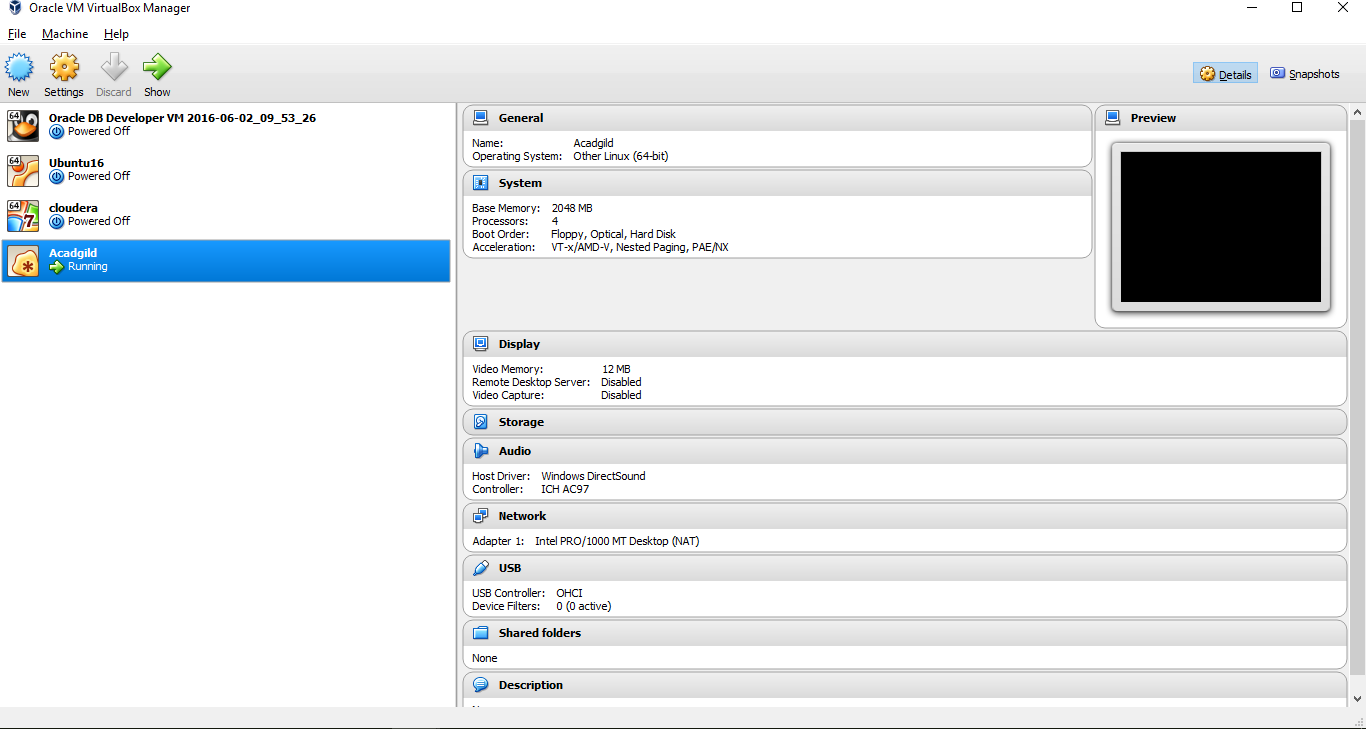 Oracle VM VirtualBox Manager
File Machine Help
New Settings Discard Show
Details Snapshots
64 Oracle DB Developer VM 2016-06-02_09_53_26
Powered Off
64 Ubuntu16
Powered Off
64 cloudera
7 Powered Off
Acadgild
Running
General
Name: Acadgild
Operating System: Other Linux (64-bit)
System
Base Memory: 2048 MB
Processors: 4
Boot Order: Floppy, Optical, Hard Disk
Acceleration: VT-x/AMD-V, Nested Paging, PAE/NX
Preview
Display
Video Memory: 12 MB
Remote Desktop Server: Disabled
Video Capture: Disabled
Storage
Audio
Host Driver: Windows DirectSound
Controller: ICH AC97
Network
Adapter 1: Intel PRO/1000 MT Desktop (NAT)
USB
USB Controller: OHCI
Device Filters: 0 (0 active)
Shared folders
None
Description